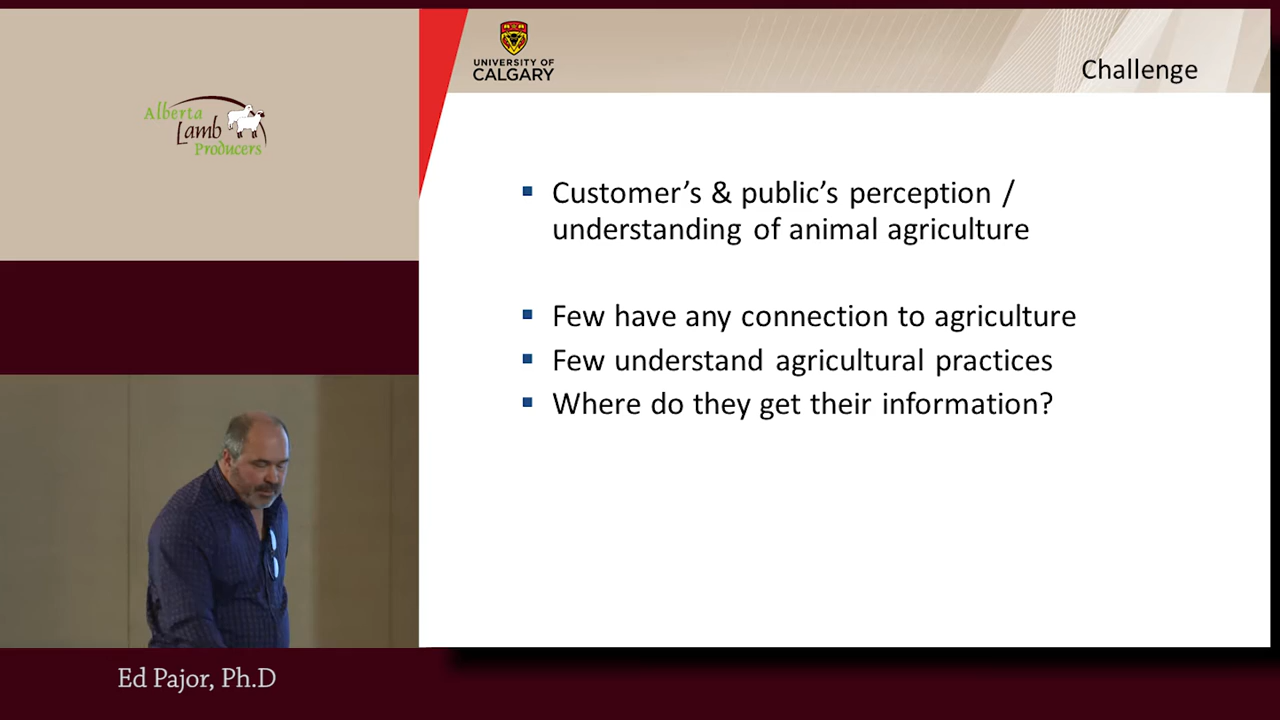 Alberta
Lamb
Producers
UNIVERSITY OF
CALGARY
Challenge
▪ Customer’s & public’s perception /
understanding of animal agriculture
▪ Few have any connection to agriculture
▪ Few understand agricultural practices
▪ Where do they get their information?
Ed Pajor, Ph.D